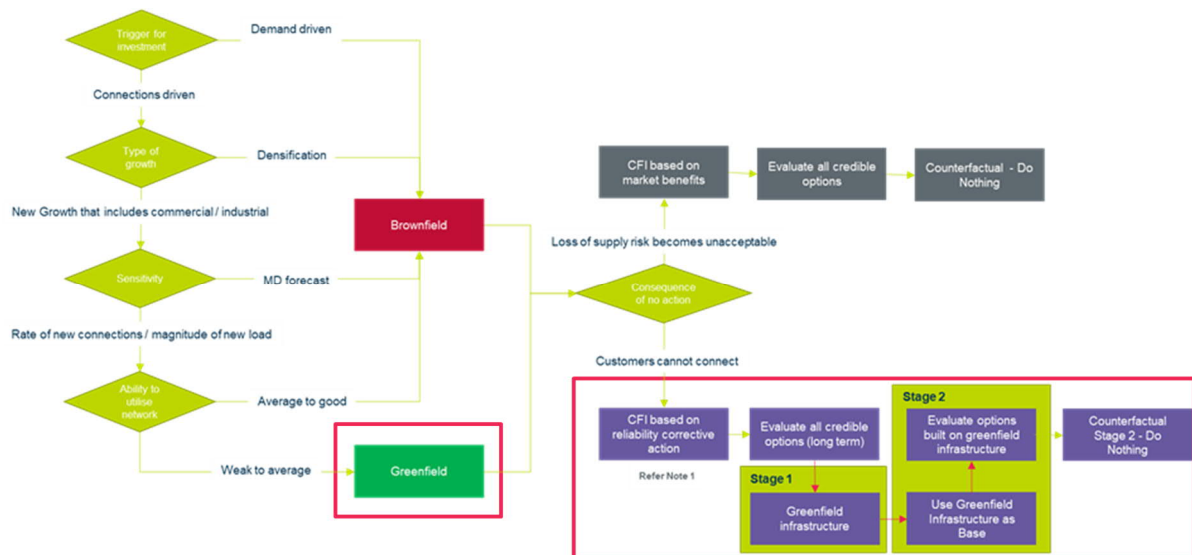 Trigger for
investment
Demand driven
Connections driven
Type of
growth
Densification
New Growth that includes commercial / industrial
Brownfield
Sensitivity
MD forecast
Rate of new connections / magnitude of new load
Ability to
utilise
network
Average to good
Weak to average
Greenfield
CFI based on
market benefits
Evaluate all credible
options
Counterfactual - Do
Nothing
Loss of supply risk becomes unacceptable
Consequence
of no action
Customers cannot connect
CFI based on
reliability corrective
action
Refer Note 1
Evaluate all credible
options (long term)
Stage 1
Greenfield
infrastructure
Stage 2
Evaluate options
built on greenfield
infrastructure
Use Greenfield
Infrastructure as
Base
Counterfactual
Stage 2 - Do
Nothing